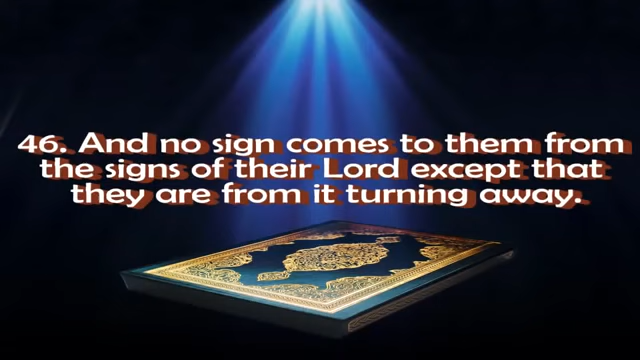 46. And no sign comes to them from
the signs of their Lord except that
they are from it turning away.